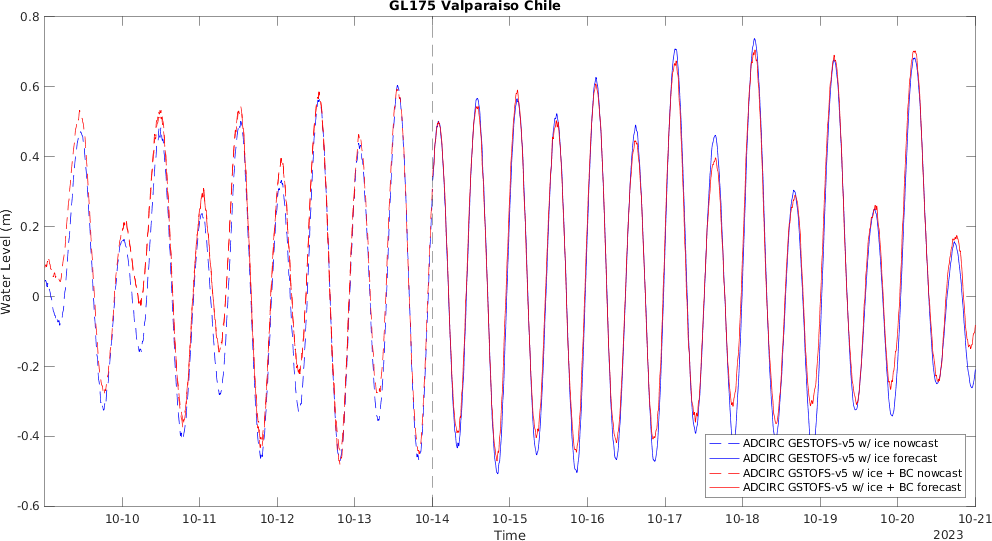 GL175 Valparaiso Chile
0.8
0.6
0.4
0.2
0
-0.2
-0.4
-0.6
Water Level (m)
ADCIRC GESTOFS-v5 w/ ice nowcast
ADCIRC GESTOFS-v5 w/ ice forecast
ADCIRC GSTOFS-v5 w/ ice + BC nowcast
ADCIRC GSTOFS-v5 w/ ice + BC forecast
10-10 10-11 10-12 10-13 10-14 10-15 10-16 10-17 10-18 10-19 10-20 10-21
Time
2023